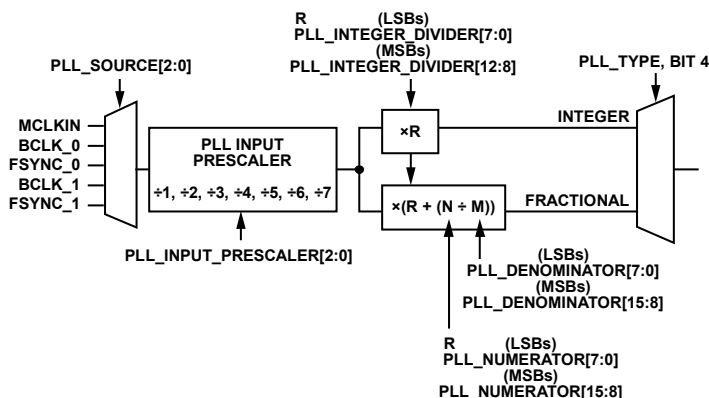 R (LSBs)
PLL_INTEGER_DIVIDER[7:0]
(MSBs)
PLL_INTEGER_DIVIDER[12:8]
PLL_SOURCE[2:0]
PLL_TYPE, BIT 4
MCLKIN
BCLK_0
FSYNC_0
BCLK_1
FSYNC_1
PLL INPUT
PRESCALER
÷1, ÷2, ÷3, ÷4, ÷5, ÷6, ÷7
×R
INTEGER
×(R + (N ÷ M))
FRACTIONAL
PLL_INPUT_PRESCALER[2:0]
(LSBs)
PLL_DENOMINATOR[7:0]
(MSBs)
PLL_DENOMINATOR[15:8]
R (LSBs)
PLL_NUMERATOR[7:0]
(MSBs)
PLL_NUMERATOR[15:8]